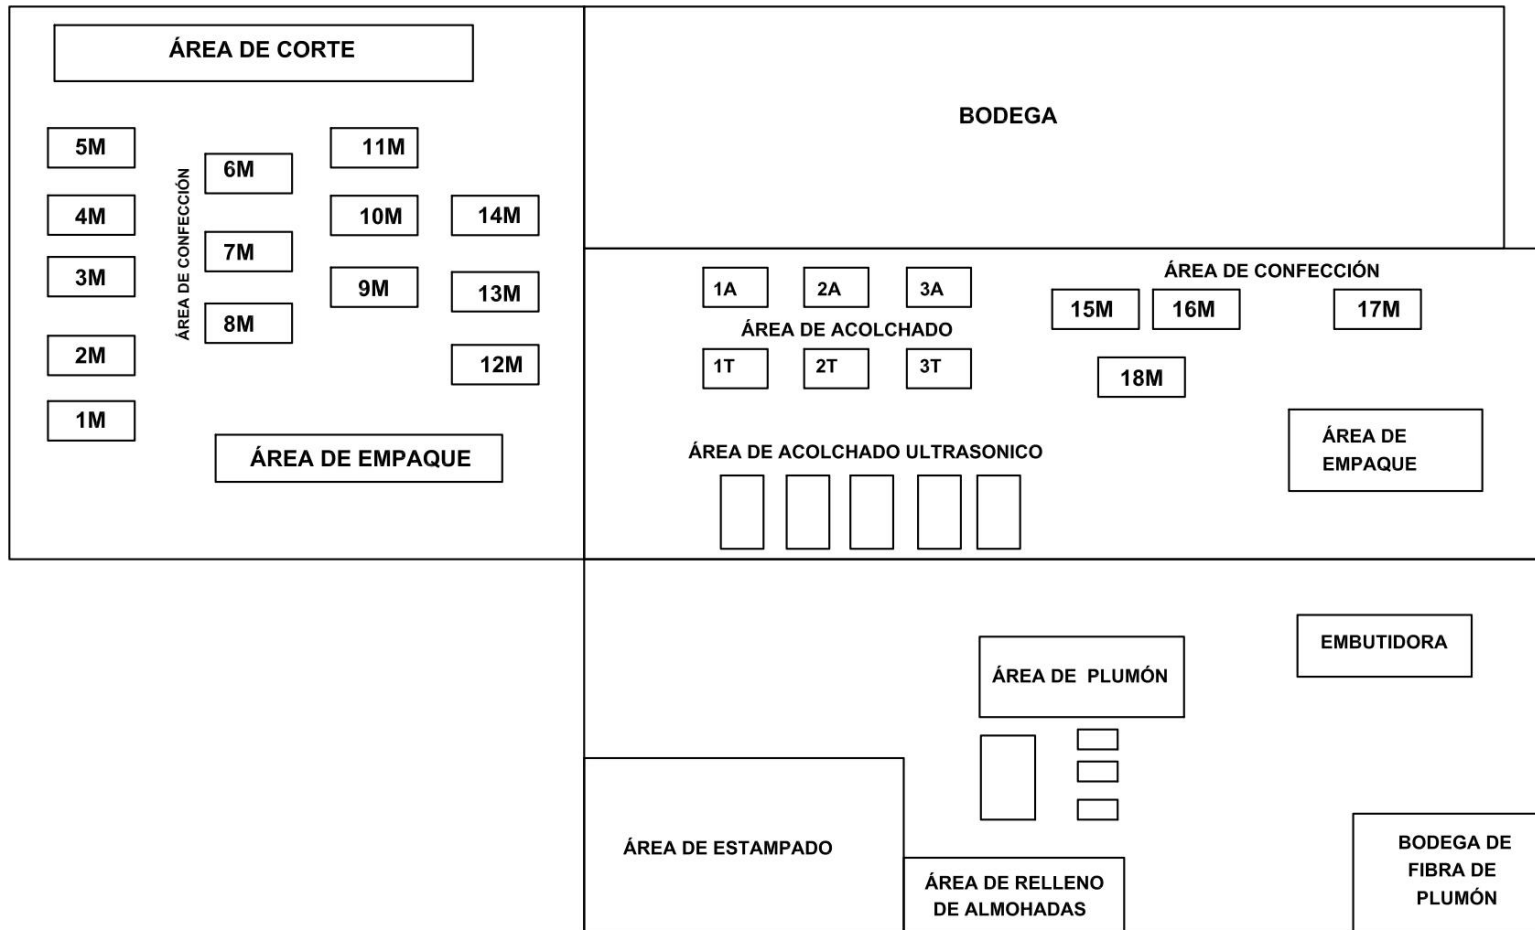 ÁREA DE CORTE
5M
4M
3M
2M
1M
ÁREA DE CONFECCIÓN
6M
7M
8M
11M
10M
9M
14M
13M
12M
ÁREA DE EMPAQUE
BODEGA
1A
2A
3A
ÁREA DE ACOLCHADO
1T
2T
3T
ÁREA DE CONFECCIÓN
15M
16M
17M
18M
ÁREA DE ACOLCHADO ULTRASONICO
ÁREA DE
EMPAQUE
ÁREA DE PLUMÓN
EMBUTIDORA
ÁREA DE ESTAMPADO
ÁREA DE RELLENO
DE ALMOHADAS
BODEGA DE
FIBRA DE
PLUMÓN